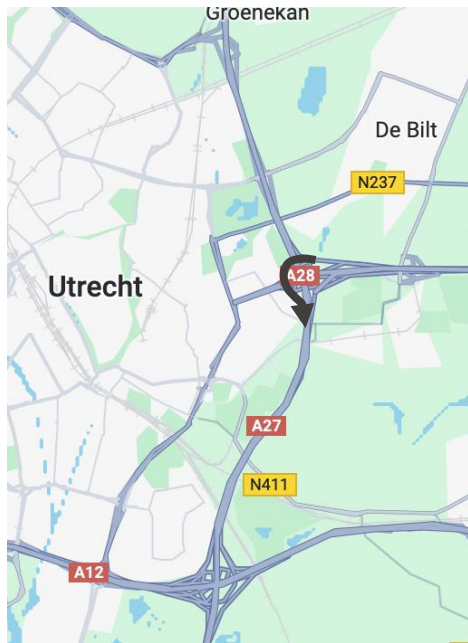 Groenekan
De Bilt
N237
A28
Utrecht
A27
N411
A12